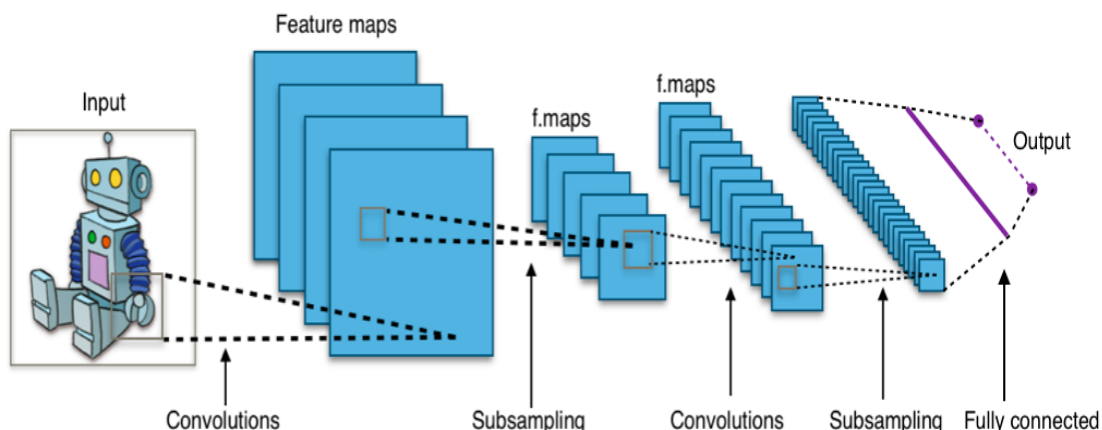 Feature maps
Input
f.maps
f.maps
Output
Convolutions
Subsampling
Convolutions
Subsampling
Fully connected